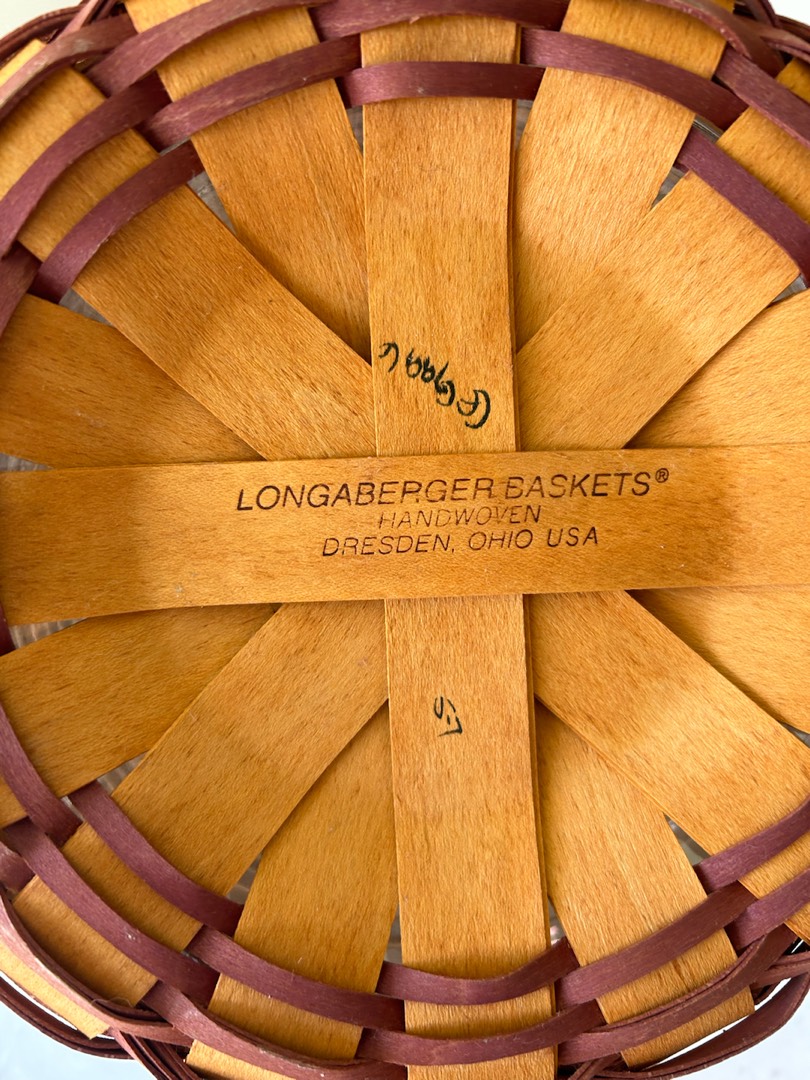 LONGABERGER BASKETS®
HANDWOVEN
DRESDEN, OHIO USA